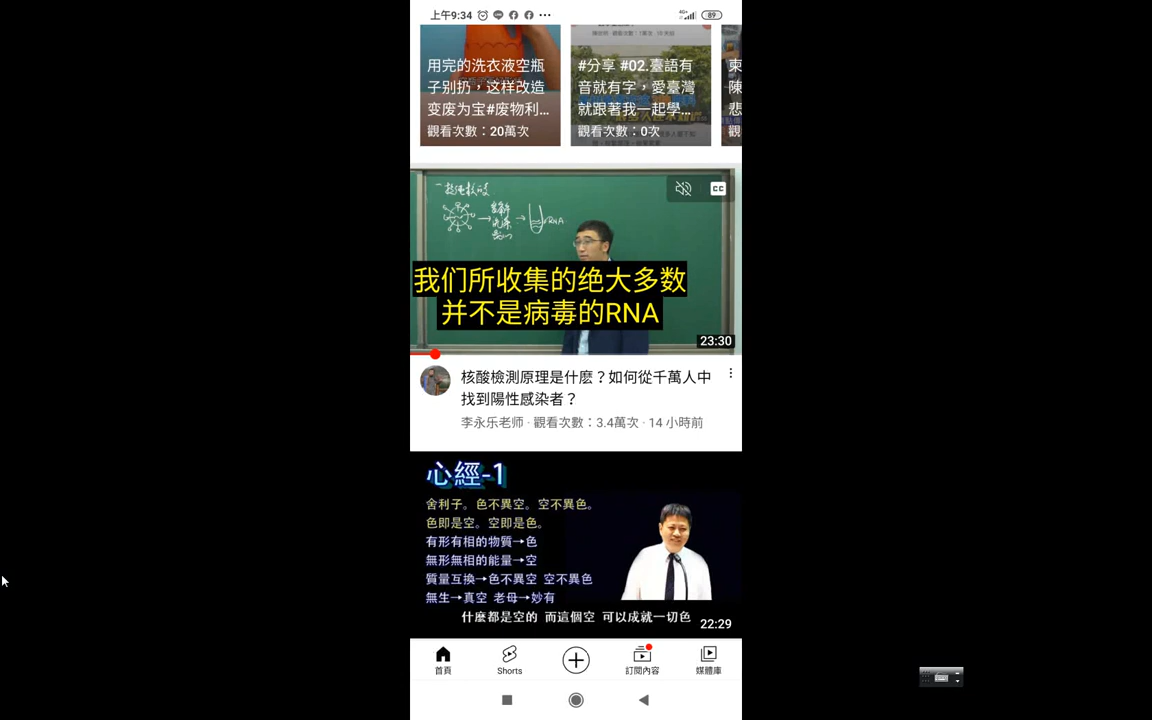 上午9:34
4G+
89
用完的洗衣液空瓶
子别扔，这样改造
变废为宝#废物利...
觀看次數：20萬次
#分享 #02.臺語有
音就有字，愛臺灣
就跟著我一起學...
觀看次數：0次
柬
陳
悲
觀
CC
RNA
我们所收集的绝大多数
并不是病毒的RNA
23:30
核酸檢測原理是什麽？如何從千萬人中
找到陽性感染者？
李永乐老师 · 觀看次數：3.4萬次 · 14 小時前
心經-1
舍利子。色不異空。空不異色。
色即是空。空即是色。
有形有相的物質→色
無形無相的能量→空
質量互換→色不異空 空不異色
無生→真空 老母→妙有
什麼都是空的 而這個空 可以成就一切色
22:29
首頁
Shorts
訂閱內容
媒體庫